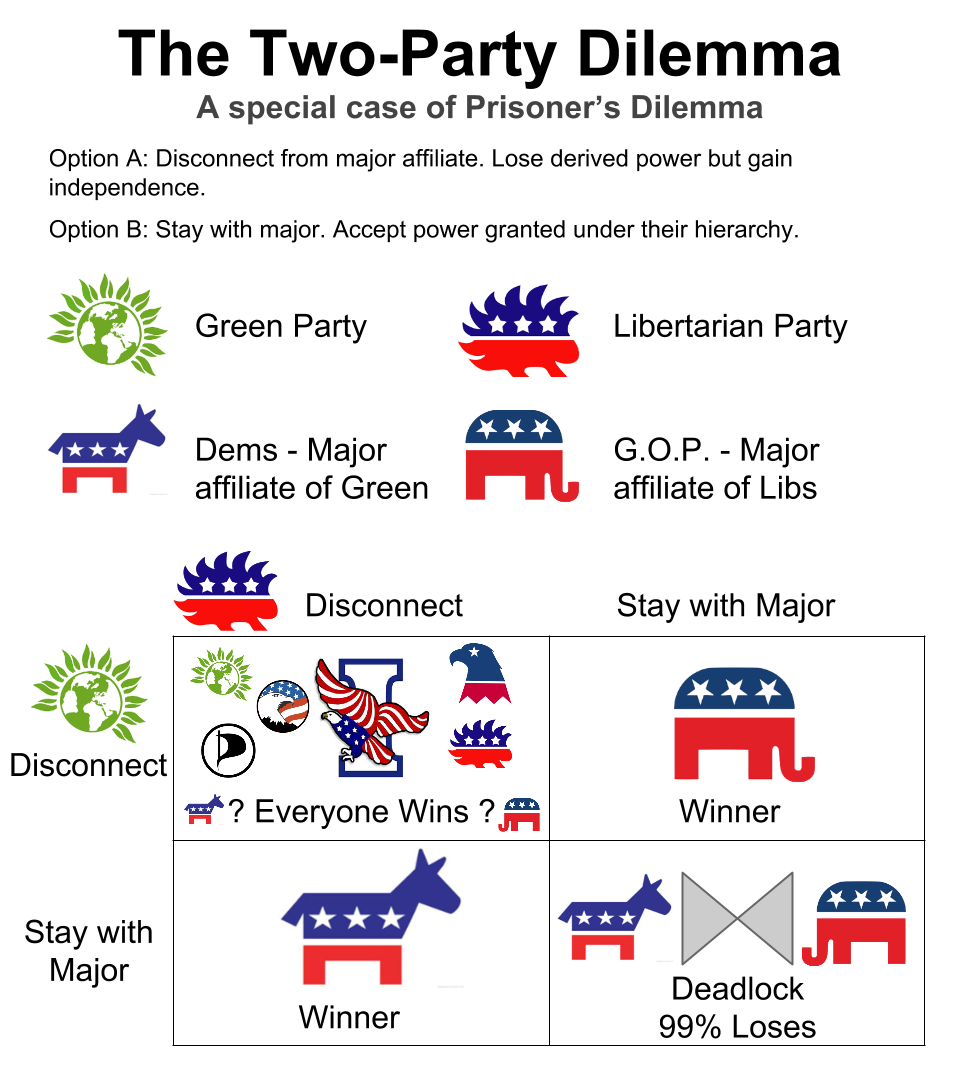 The Two-Party Dilemma
A special case of Prisoner’s Dilemma
Option A: Disconnect from major affiliate. Lose derived power but gain
independence.
Option B: Stay with major. Accept power granted under their hierarchy.
Green Party
Libertarian Party
Dems - Major
affiliate of Green
G.O.P. - Major
affiliate of Libs
Disconnect
Stay with Major
Disconnect
? Everyone Wins ?
Winner
Stay with
Major
Winner
Deadlock
99% Loses